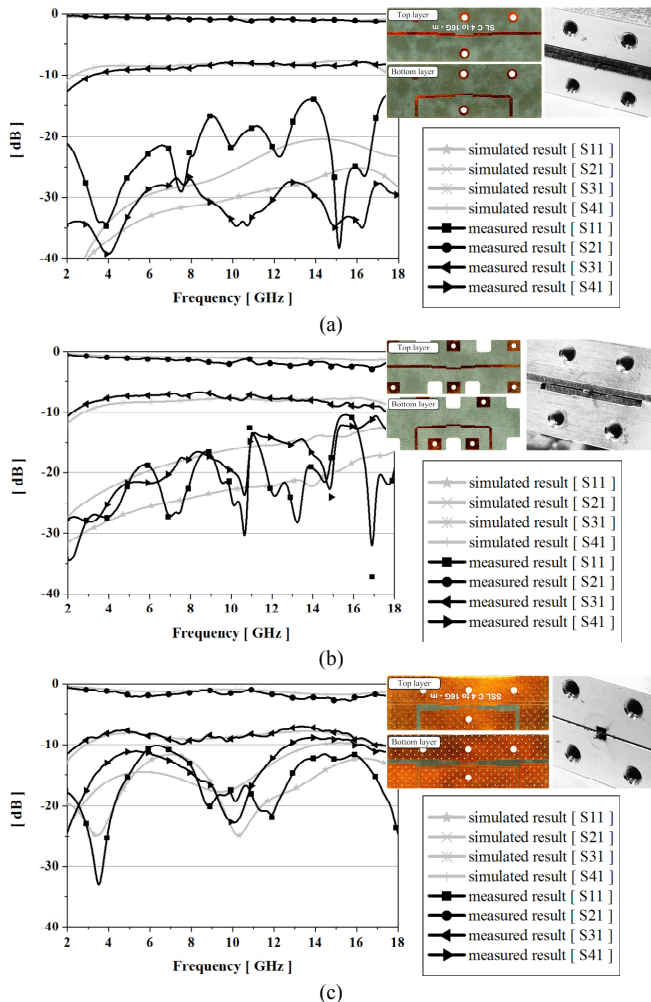 0
-10
-20
-30
-40
[ dB ]
2 4 6 8 10 12 14 16 18
Frequency [ GHz ]
Top layer
SL C 4 to 16G - m
Bottom layer
simulated result [ S11 ]
simulated result [ S21 ]
simulated result [ S31 ]
simulated result [ S41 ]
measured result [ S11 ]
measured result [ S21 ]
measured result [ S31 ]
measured result [ S41 ]
(a)
0
-10
-20
-30
-40
[ dB ]
2 4 6 8 10 12 14 16 18
Frequency [ GHz ]
Top layer
Bottom layer
simulated result [ S11 ]
simulated result [ S21 ]
simulated result [ S31 ]
simulated result [ S41 ]
measured result [ S11 ]
measured result [ S21 ]
measured result [ S31 ]
measured result [ S41 ]
(b)
0
-10
-20
-30
-40
[ dB ]
2 4 6 8 10 12 14 16 18
Frequency [ GHz ]
Top layer
SSL C 4 to 16G - m
Bottom layer
simulated result [ S11 ]
simulated result [ S21 ]
simulated result [ S31 ]
simulated result [ S41 ]
measured result [ S11 ]
measured result [ S21 ]
measured result [ S31 ]
measured result [ S41 ]
(c)